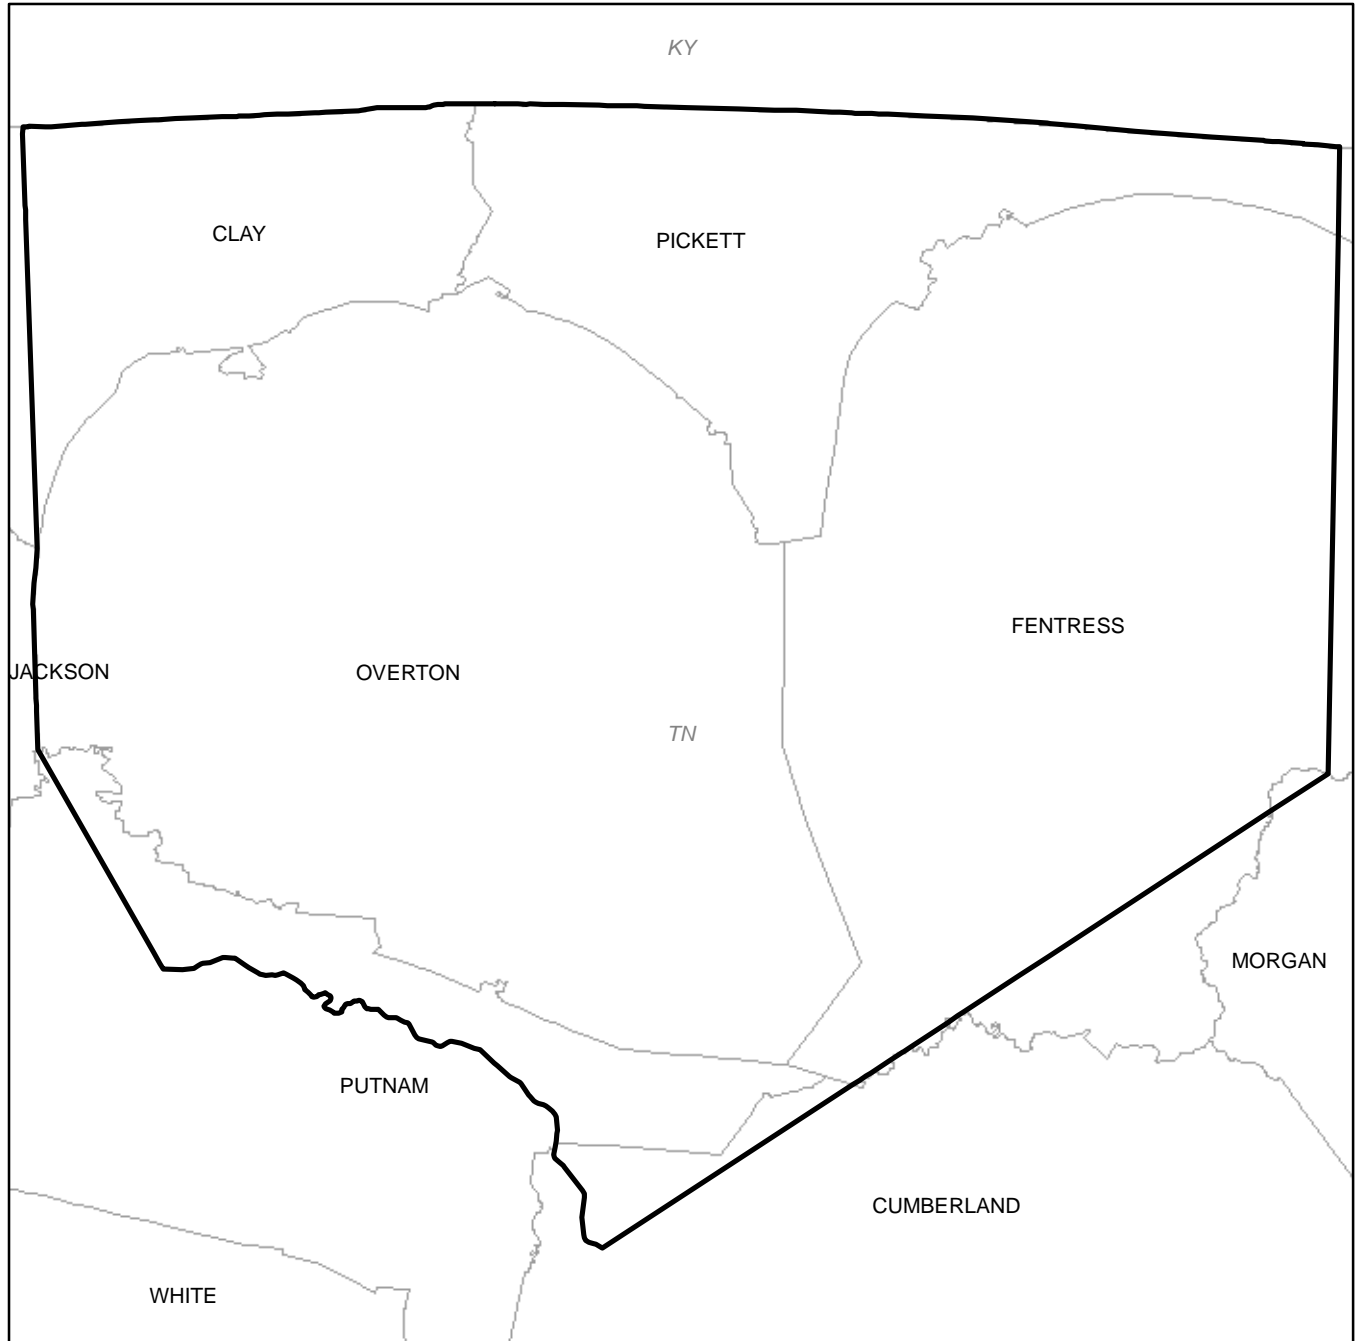 KY
CLAY
PICKETT
FENTRESS
JACKSON
OVERTON
TN
MORGAN
PUTNAM
CUMBERLAND
WHITE